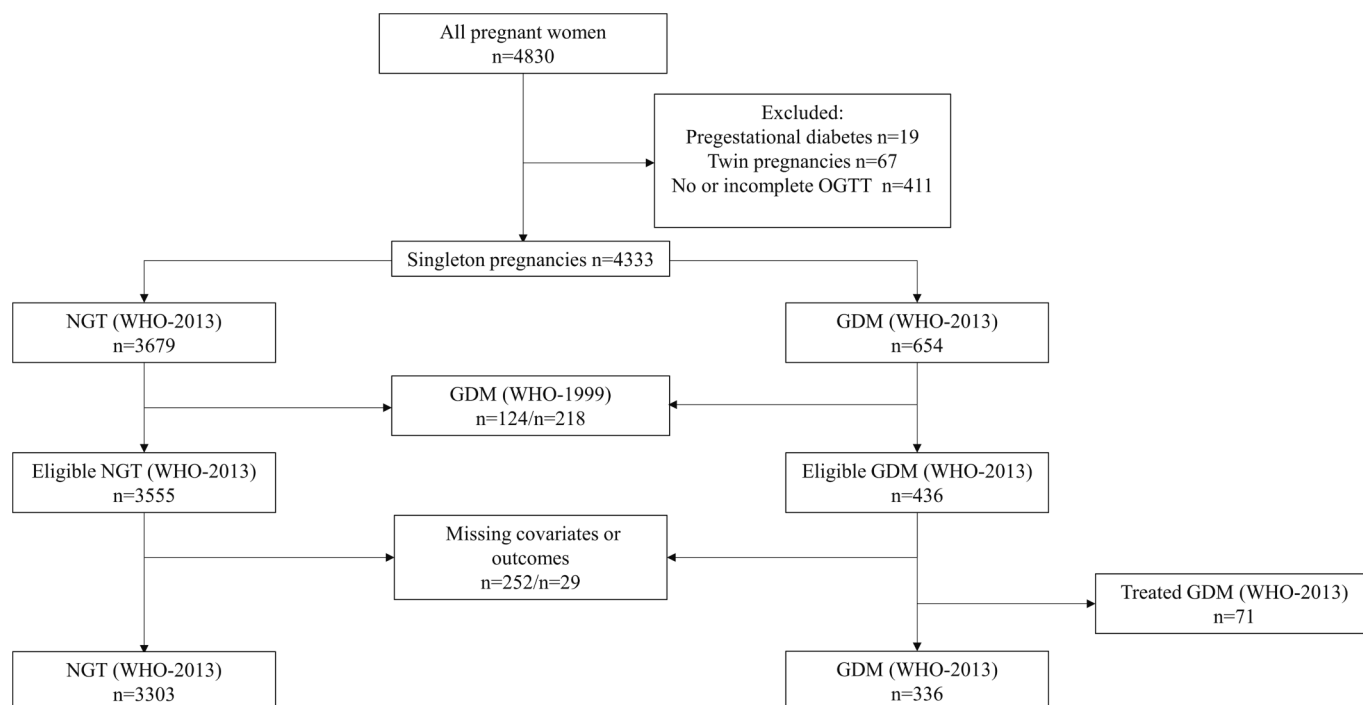 All pregnant women
n=4830
Excluded:
Pregestational diabetes n=19
Twin pregnancies n=67
No or incomplete OGTT n=411
Singleton pregnancies n=4333
NGT (WHO-2013)
n=3679
GDM (WHO-2013)
n=654
GDM (WHO-1999)
n=124/n=218
Eligible NGT (WHO-2013)
n=3555
Eligible GDM (WHO-2013)
n=436
Missing covariates or
outcomes
n=252/n=29
Treated GDM (WHO-2013)
n=71
NGT (WHO-2013)
n=3303
GDM (WHO-2013)
n=336